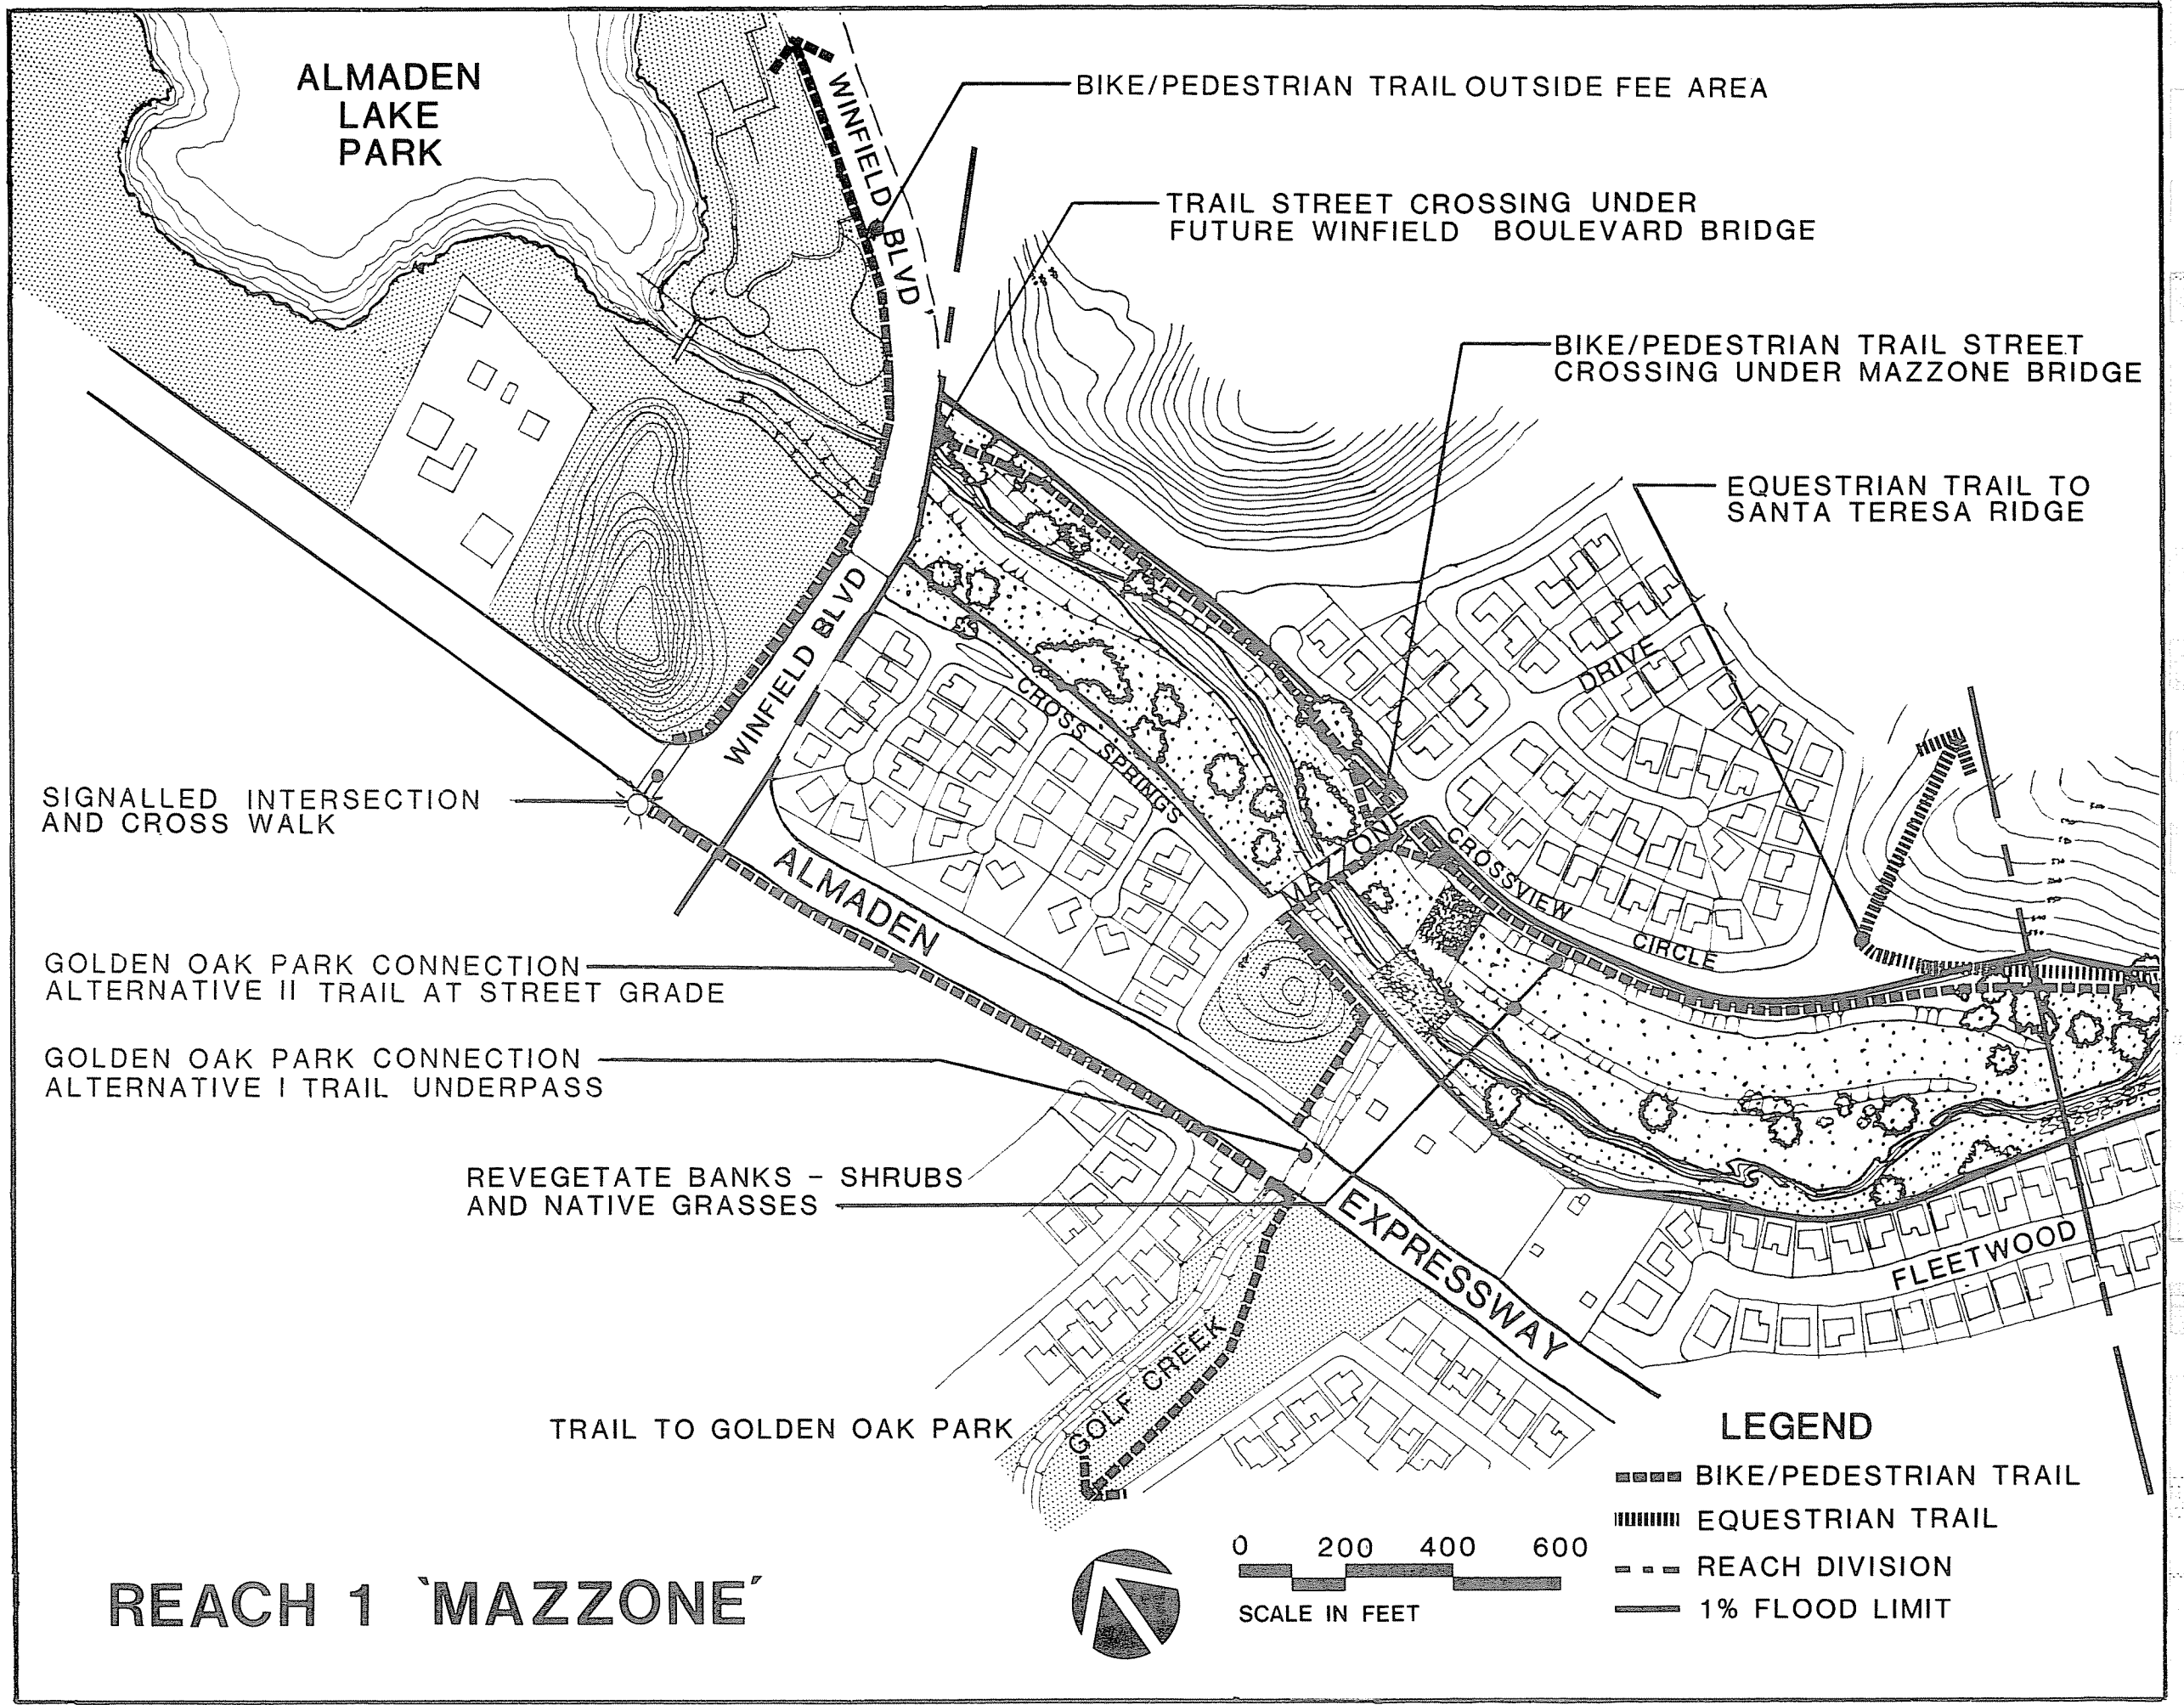 ALMADEN
LAKE
PARK
WINFIELD BLVD
BIKE/PEDESTRIAN TRAIL OUTSIDE FEE AREA
TRAIL STREET CROSSING UNDER
FUTURE WINFIELD BOULEVARD BRIDGE
BIKE/PEDESTRIAN TRAIL STREET
CROSSING UNDER MAZZONE BRIDGE
EQUESTRIAN TRAIL TO
SANTA TERESA RIDGE
DRIVE
WINFIELD BLVD
CROSS SPRINGS
SIGNALLED INTERSECTION
AND CROSS WALK
MAZZONE
CROSSVIEW
CIRCLE
ALMADEN
GOLDEN OAK PARK CONNECTION
ALTERNATIVE II TRAIL AT STREET GRADE
GOLDEN OAK PARK CONNECTION
ALTERNATIVE I TRAIL UNDERPASS
REVEGETATE BANKS - SHRUBS
AND NATIVE GRASSES
EXPRESSWAY
FLEETWOOD
GOLF CREEK
TRAIL TO GOLDEN OAK PARK
LEGEND
BIKE/PEDESTRIAN TRAIL
EQUESTRIAN TRAIL
REACH DIVISION
1% FLOOD LIMIT
0 200 400 600
SCALE IN FEET
REACH 1 ‵MAZZONE′